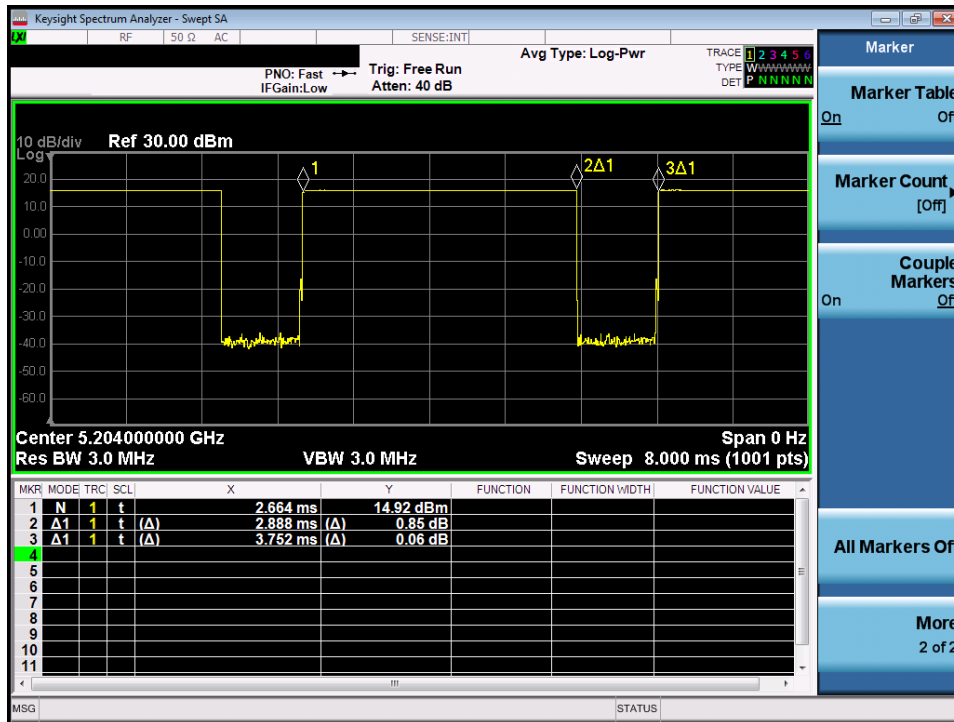 Keysight Spectrum Analyzer - Swept SA
LXI RF 50 Ω AC SENSE:INT
Avg Type: Log-Pwr
PNO: Fast Trig: Free Run
IFGain:Low Atten: 40 dB
TRACE 1 2 3 4 5 6
TYPE W W W W W W
DET P N N N N N
10 dB/div Ref 30.00 dBm
Log
20.0
10.0
0.00
-10.0
-20.0
-30.0
-40.0
-50.0
-60.0
1
2Δ1
3Δ1
Center 5.204000000 GHz Span 0 Hz
Res BW 3.0 MHz VBW 3.0 MHz Sweep 8.000 ms (1001 pts)
MKR MODE TRC SCL X Y FUNCTION FUNCTION WIDTH FUNCTION VALUE
1 N 1 t 2.664 ms 14.92 dBm
2 Δ1 1 t (Δ) 2.888 ms (Δ) 0.85 dB
3 Δ1 1 t (Δ) 3.752 ms (Δ) 0.06 dB
4
5
6
7
8
9
10
11
MSG STATUS
Marker
Marker Table
On Of
Marker Count
[Off]
Couple
Markers
On Of
All Markers Of
More
2 of 2